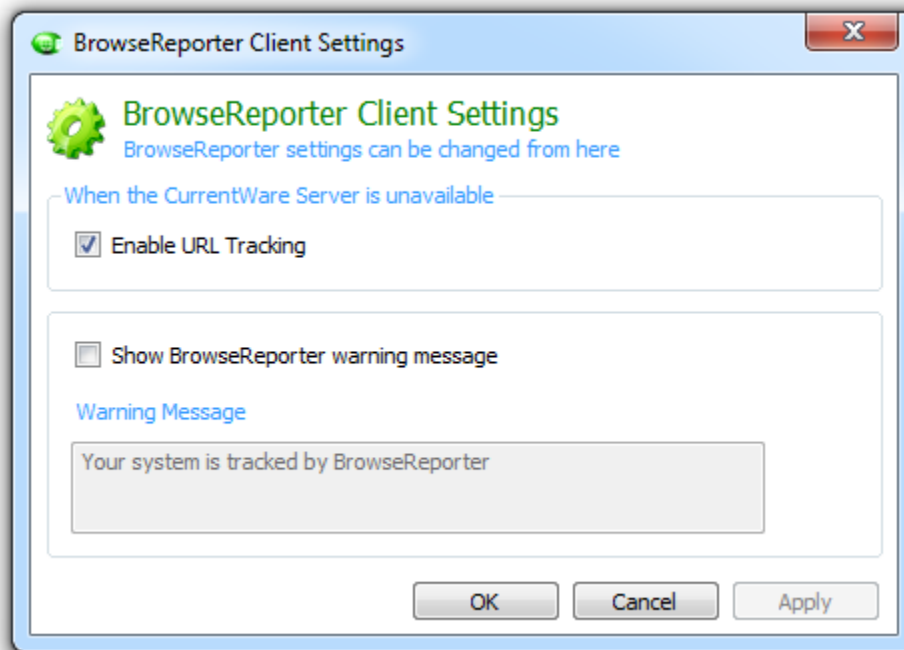 BrowseReporter Client Settings
BrowseReporter Client Settings
BrowseReporter settings can be changed from here
When the CurrentWare Server is unavailable
Enable URL Tracking
Show BrowseReporter warning message
Warning Message
Your system is tracked by BrowseReporter
OK Cancel Apply